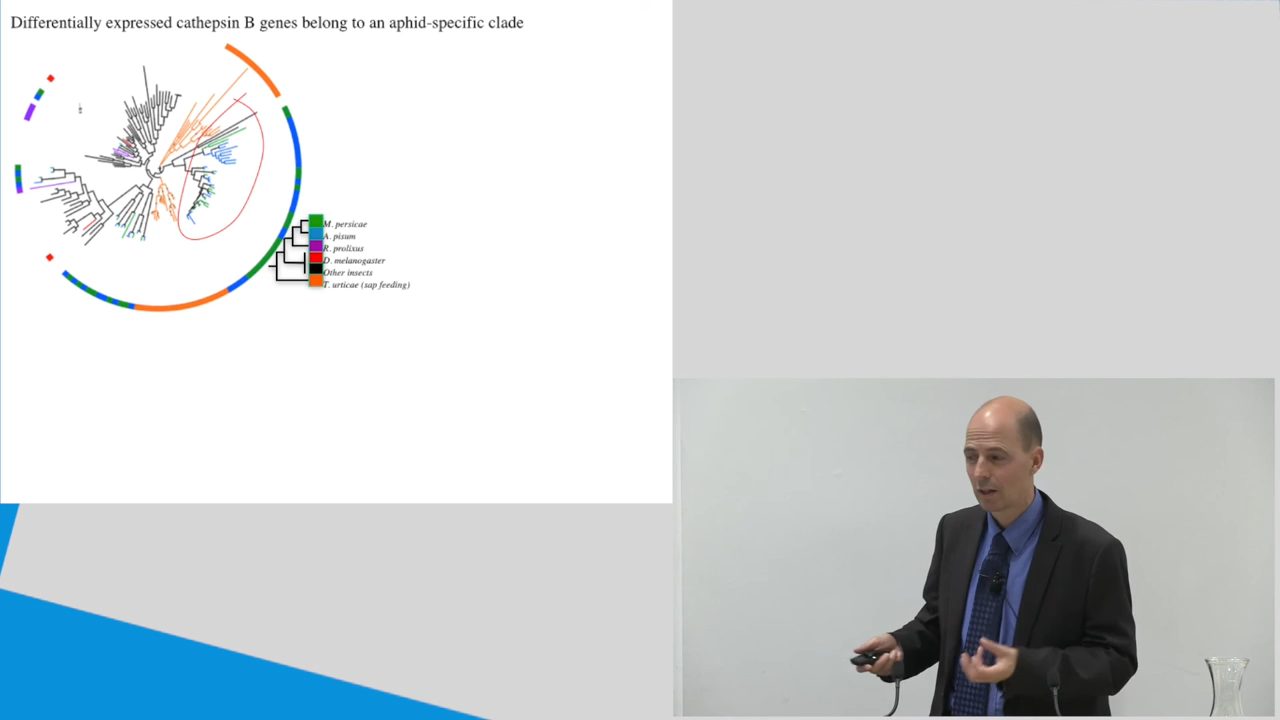 Differentially expressed cathepsin B genes belong to an aphid-specific clade
M. persicae
A. pisum
R. prolixus
D. melanogaster
Other insects
T. urticae (sap feeding)